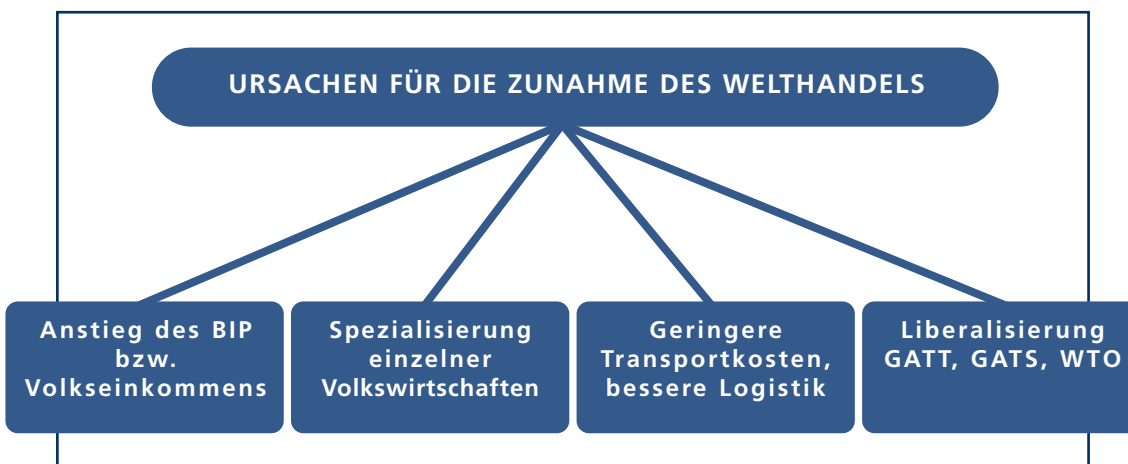 URSACHEN FÜR DIE ZUNAHME DES WELTHANDELS
Anstieg des BIP
bzw.
Volkseinkommens
Spezialisierung
einzelner
Volkswirtschaften
Geringere
Transportkosten,
bessere Logistik
Liberalisierung
GATT, GATS, WTO